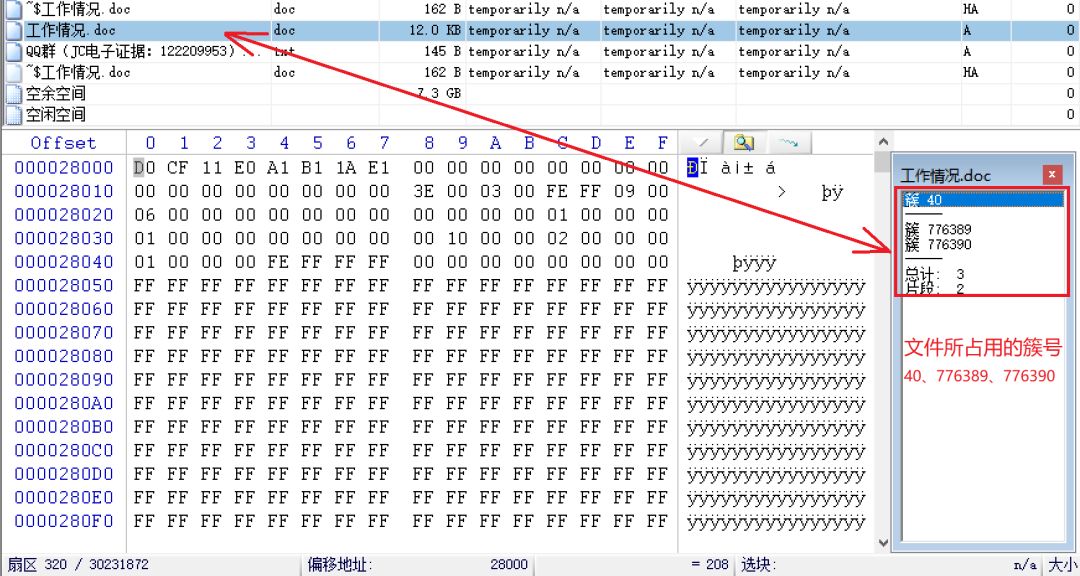 ~$工作情况.doc doc 162 B temporarily n/a temporarily n/a temporarily n/a HA 0
工作情况.doc doc 12.0 KB temporarily n/a temporarily n/a temporarily n/a A 0
QQ群（JC电子证据：122209953）... txt 145 B temporarily n/a temporarily n/a temporarily n/a A 0
~$工作情况.doc doc 162 B temporarily n/a temporarily n/a temporarily n/a HA 0
空余空间 7.3 GB 0
空闲空间 0
Offset 0 1 2 3 4 5 6 7 8 9 A B C D E F
000028000 D0 CF 11 E0 A1 B1 1A E1 00 00 00 00 00 00 00 00 ÐÏ à¡± á
000028010 00 00 00 00 00 00 00 00 3E 00 03 00 FE FF 09 00 > þÿ
000028020 06 00 00 00 00 00 00 00 00 00 00 00 01 00 00 00
000028030 01 00 00 00 00 00 00 00 00 10 00 00 02 00 00 00
000028040 01 00 00 00 FE FF FF FF 00 00 00 00 00 00 00 00 þÿÿÿ
000028050 FF FF FF FF FF FF FF FF FF FF FF FF FF FF FF FF ÿÿÿÿÿÿÿÿÿÿÿÿÿÿÿÿ
000028060 FF FF FF FF FF FF FF FF FF FF FF FF FF FF FF FF ÿÿÿÿÿÿÿÿÿÿÿÿÿÿÿÿ
000028070 FF FF FF FF FF FF FF FF FF FF FF FF FF FF FF FF ÿÿÿÿÿÿÿÿÿÿÿÿÿÿÿÿ
000028080 FF FF FF FF FF FF FF FF FF FF FF FF FF FF FF FF ÿÿÿÿÿÿÿÿÿÿÿÿÿÿÿÿ
000028090 FF FF FF FF FF FF FF FF FF FF FF FF FF FF FF FF ÿÿÿÿÿÿÿÿÿÿÿÿÿÿÿÿ
0000280A0 FF FF FF FF FF FF FF FF FF FF FF FF FF FF FF FF ÿÿÿÿÿÿÿÿÿÿÿÿÿÿÿÿ
0000280B0 FF FF FF FF FF FF FF FF FF FF FF FF FF FF FF FF ÿÿÿÿÿÿÿÿÿÿÿÿÿÿÿÿ
0000280C0 FF FF FF FF FF FF FF FF FF FF FF FF FF FF FF FF ÿÿÿÿÿÿÿÿÿÿÿÿÿÿÿÿ
0000280D0 FF FF FF FF FF FF FF FF FF FF FF FF FF FF FF FF ÿÿÿÿÿÿÿÿÿÿÿÿÿÿÿÿ
0000280E0 FF FF FF FF FF FF FF FF FF FF FF FF FF FF FF FF ÿÿÿÿÿÿÿÿÿÿÿÿÿÿÿÿ
0000280F0 FF FF FF FF FF FF FF FF FF FF FF FF FF FF FF FF ÿÿÿÿÿÿÿÿÿÿÿÿÿÿÿÿ
工作情况.doc
簇 40
簇 776389
簇 776390
总计: 3
片段: 2
文件所占用的簇号
40、776389、776390
扇区 320 / 30231872 偏移地址: 28000 = 208 选块: n/a 大小